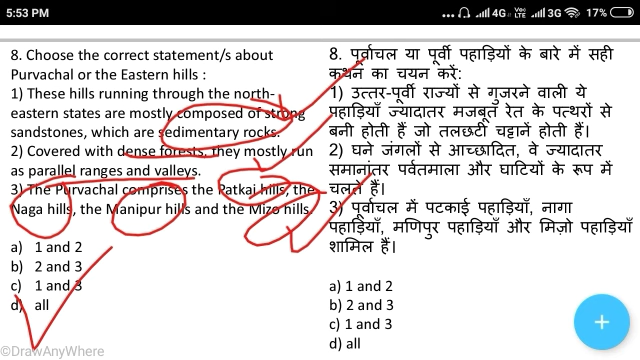 5:53 PM
4G
Voo
LTE
3G
17%
8. Choose the correct statement/s about
Purvachal or the Eastern hills :
1) These hills running through the north-
eastern states are mostly composed of strong
sandstones, which are sedimentary rocks.
2) Covered with dense forests, they mostly run
as parallel ranges and valleys.
3) The Purvachal comprises the Patkai hills, the
Naga hills, the Manipur hills and the Mizo hills.
a) 1 and 2
b) 2 and 3
c) 1 and 3
d) all
8. पूर्वाचल या पूर्वी पहाड़ियों के बारे में सही
कथन का चयन करें:
1) उत्तर-पूर्वी राज्यों से गुजरने वाली ये
पहाड़ियाँ ज्यादातर मजबूत रेत के पत्थरों से
बनी होती हैं जो तलछटी चट्टानें होती हैं।
2) घने जंगलों से आच्छादित, वे ज्यादातर
समानांतर पर्वतमाला और घाटियों के रूप में
चलते हैं।
3) पूर्वाचल में पटकाई पहाड़ियाँ, नागा
पहाड़ियाँ, मणिपुर पहाड़ियाँ और मिज़ो पहाड़ियाँ
शामिल हैं।
a) 1 and 2
b) 2 and 3
c) 1 and 3
d) all
+
©DrawAnyWhere